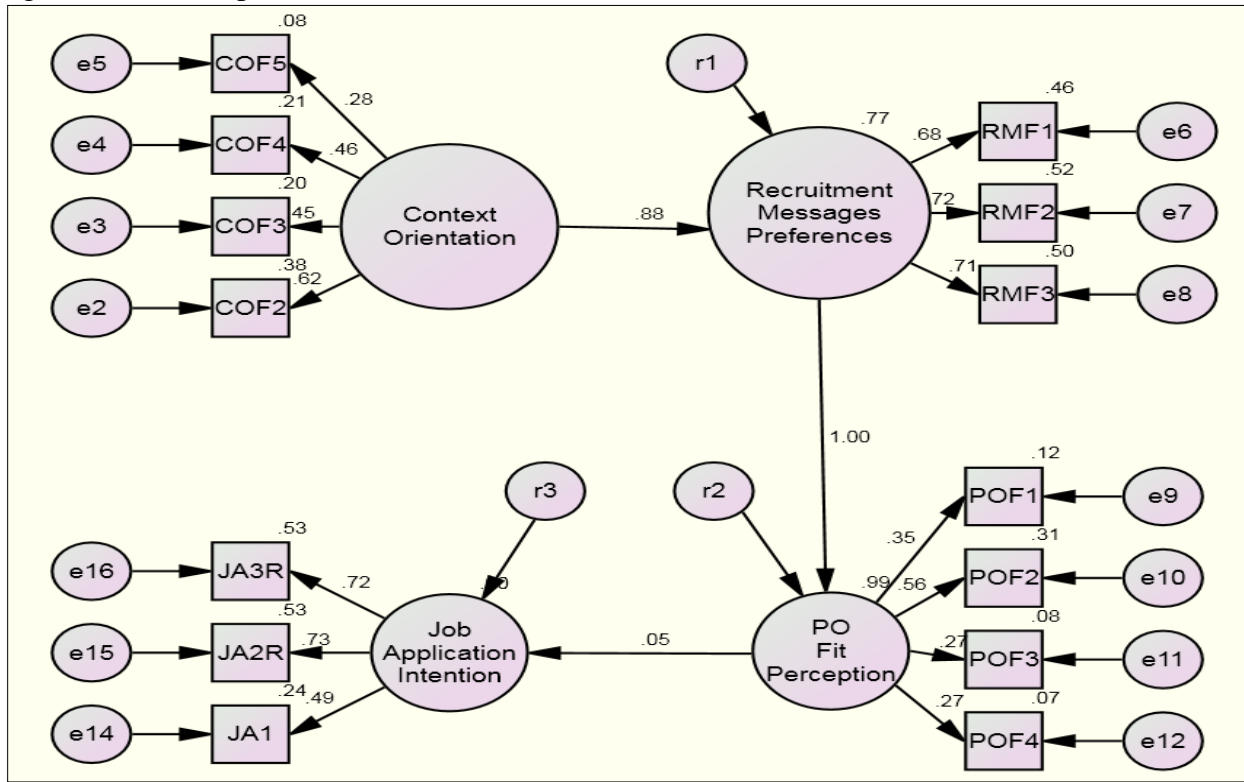 .08
e5
COF5
.28
.21
e4
COF4
.46
.20
e3
COF3
.45
.38
.62
e2
COF2
Context
Orientation
.88
r1
.77
Recruitment
Messages
Preferences
.46
.68
RMF1
e6
.52
.72
RMF2
e7
.50
.71
RMF3
e8
1.00
r3
r2
.12
POF1
e9
.35
.31
.99
.56
POF2
e10
.08
PO
Fit
Perception
.27
POF3
e11
.07
.27
POF4
e12
.05
.53
e16
JA3R
.72
.53
e15
JA2R
.73
Job
Application
Intention
.24
.49
e14
JA1